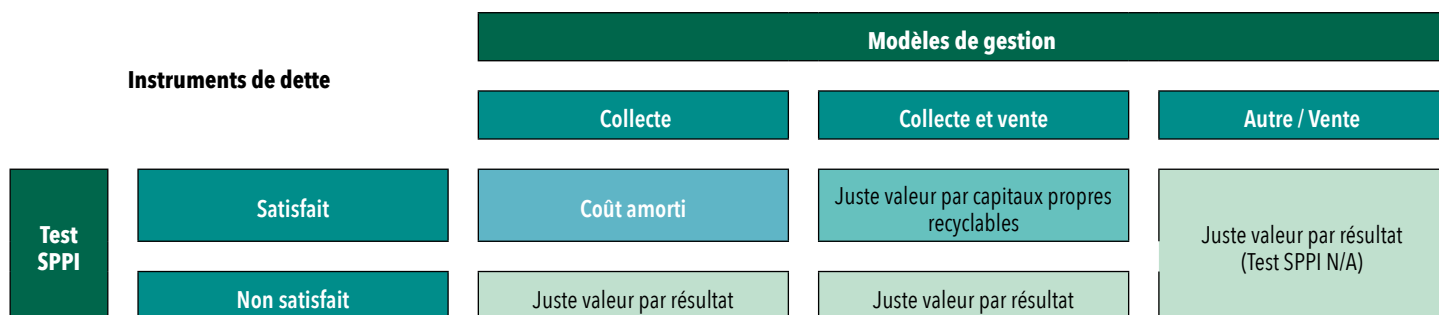 Modèles de gestion
Instruments de dette
Collecte
Collecte et vente
Autre / Vente
Test
SPPI
Satisfait
Coût amorti
Juste valeur par capitaux propres
recyclables
Juste valeur par résultat
(Test SPPI N/A)
Non satisfait
Juste valeur par résultat
Juste valeur par résultat